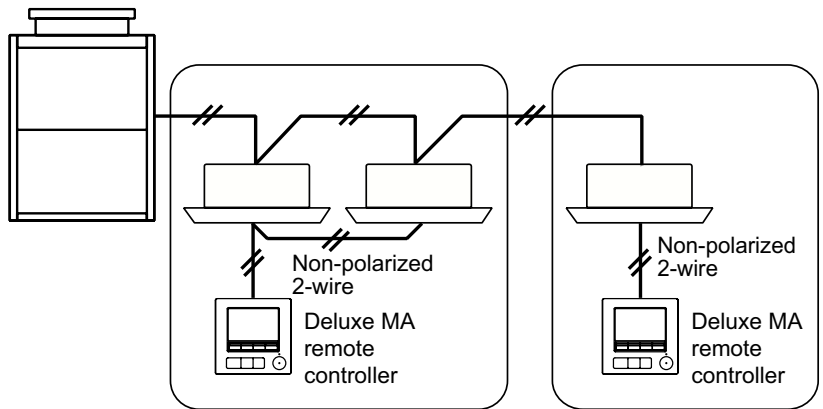 Non-polarized
2-wire
Deluxe MA
remote
controller
Non-polarized
2-wire
Deluxe MA
remote
controller